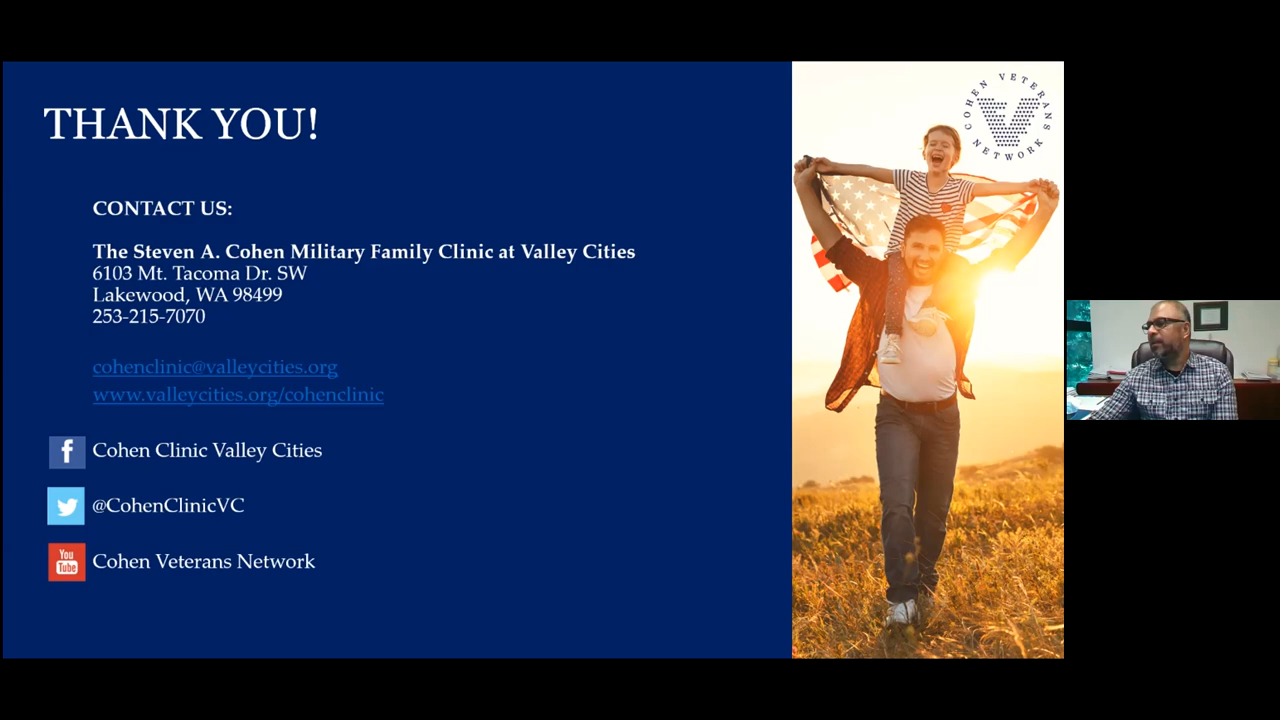 THANK YOU!
CONTACT US:
The Steven A. Cohen Military Family Clinic at Valley Cities
6103 Mt. Tacoma Dr. SW
Lakewood, WA 98499
253-215-7070
cohenclinic@valleycities.org
www.valleycities.org/cohenclinic
f Cohen Clinic Valley Cities
@CohenClinicVC
You
Tube
Cohen Veterans Network
COHEN VETERANS NETWORK